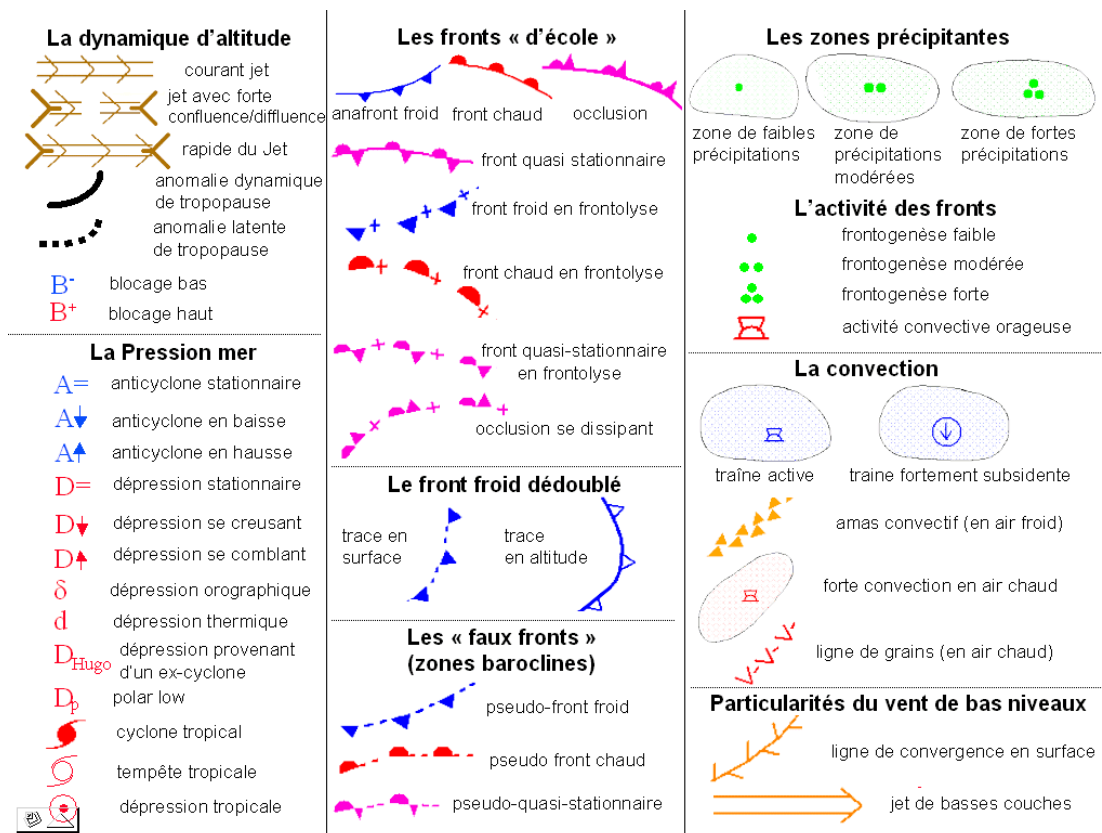 La dynamique d'altitude
courant jet
jet avec forte
confluence/diffluence
rapide du Jet
anomalie dynamique
de tropopause
anomalie latente
de tropopause
B- blocage bas
B+ blocage haut
La Pression mer
A= anticyclone stationnaire
A anticyclone en baisse
A anticyclone en hausse
D= dépression stationnaire
D dépression se creusant
D dépression se comblant
δ dépression orographique
d dépression thermique
D Hugo dépression provenant
d'un ex-cyclone
Dp polar low
cyclone tropical
tempête tropicale
dépression tropicale
Les fronts « d'école »
anafront froid front chaud occlusion
front quasi stationnaire
front froid en frontolyse
front chaud en frontolyse
front quasi-stationnaire
en frontolyse
occlusion se dissipant
Le front froid dédoublé
trace en
surface
trace
en altitude
Les « faux fronts »
(zones baroclines)
pseudo-front froid
pseudo front chaud
pseudo-quasi-stationnaire
Les zones précipitantes
zone de faibles
précipitations
zone de
précipitations
modérées
zone de fortes
précipitations
L'activité des fronts
frontogenèse faible
frontogenèse modérée
frontogenèse forte
activité convective orageuse
La convection
traîne active
traine fortement subsidente
amas convectif (en air froid)
forte convection en air chaud
ligne de grains (en air chaud)
Particularités du vent de bas niveaux
ligne de convergence en surface
jet de basses couches